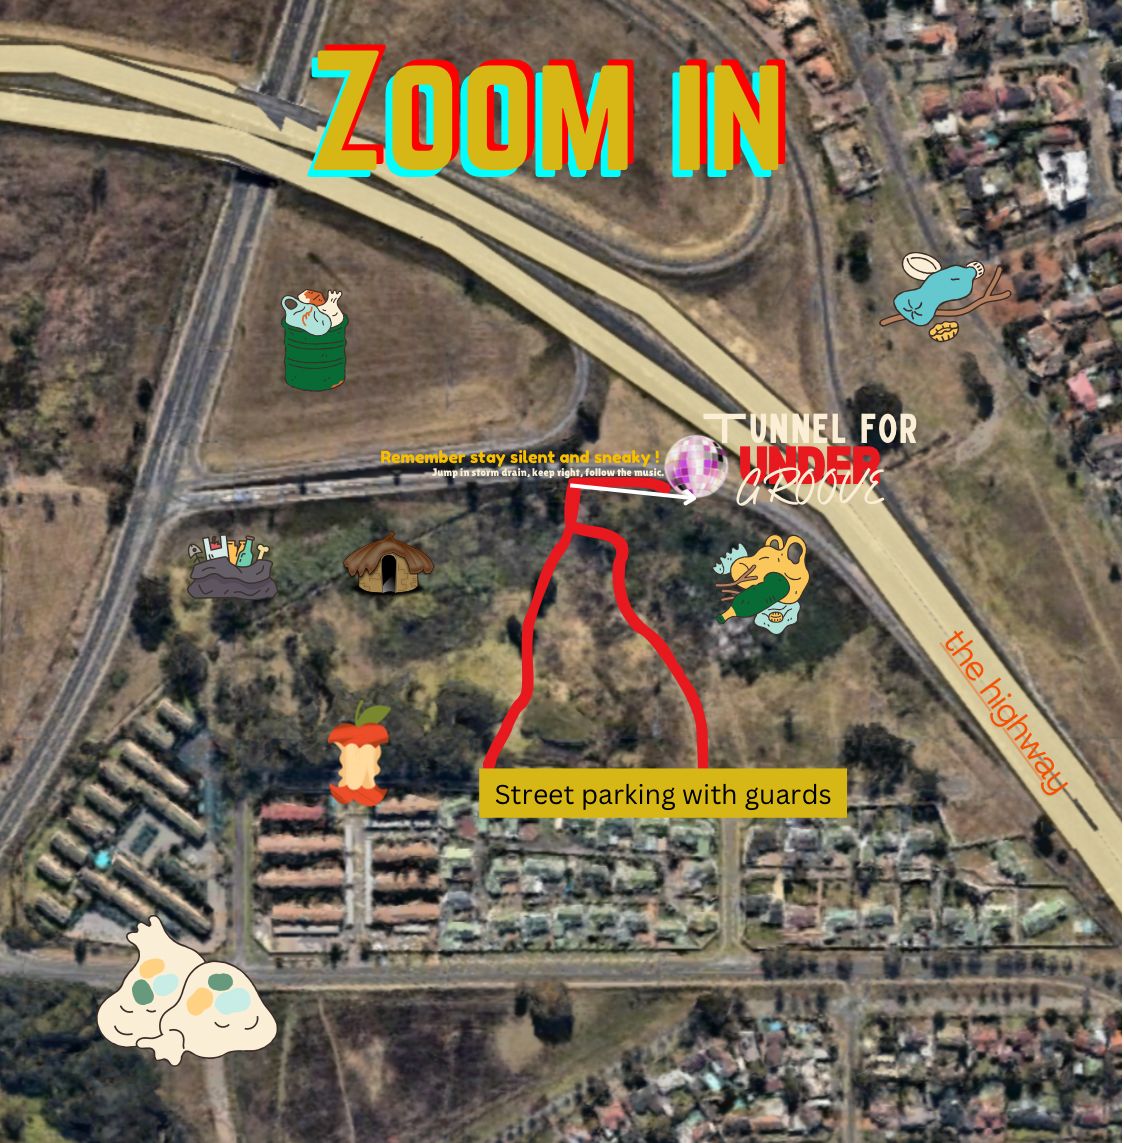 ZOOM IN
TUNNEL FOR
UNDER
GROOVE
Remember stay silent and sneaky !
Jump in storm drain, keep right, follow the music.
the highway
Street parking with guards